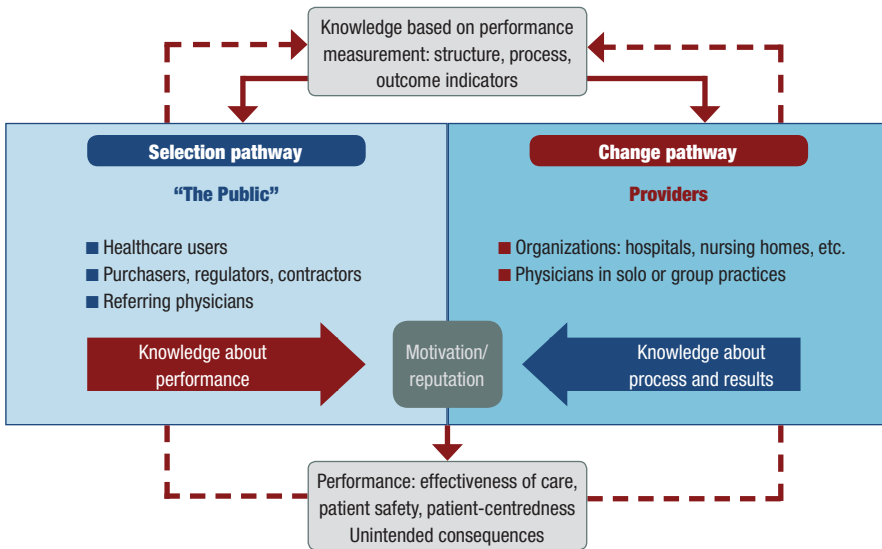 Knowledge based on performance
measurement: structure, process,
outcome indicators
Selection pathway
"The Public"
■ Healthcare users
■ Purchasers, regulators, contractors
■ Referring physicians
Knowledge about
performance
Motivation/
reputation
Change pathway
Providers
■ Organizations: hospitals, nursing homes, etc.
■ Physicians in solo or group practices
Knowledge about
process and results
Performance: effectiveness of care,
patient safety, patient-centredness
Unintended consequences